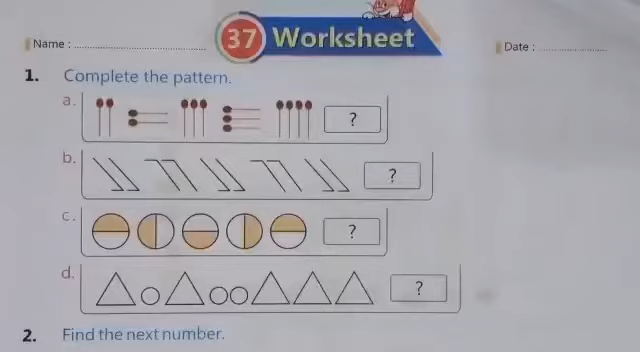 37 Worksheet
Name :
Date :
1. Complete the pattern.
a. ?
b. ?
c. ?
d. ?
2. Find the next number.